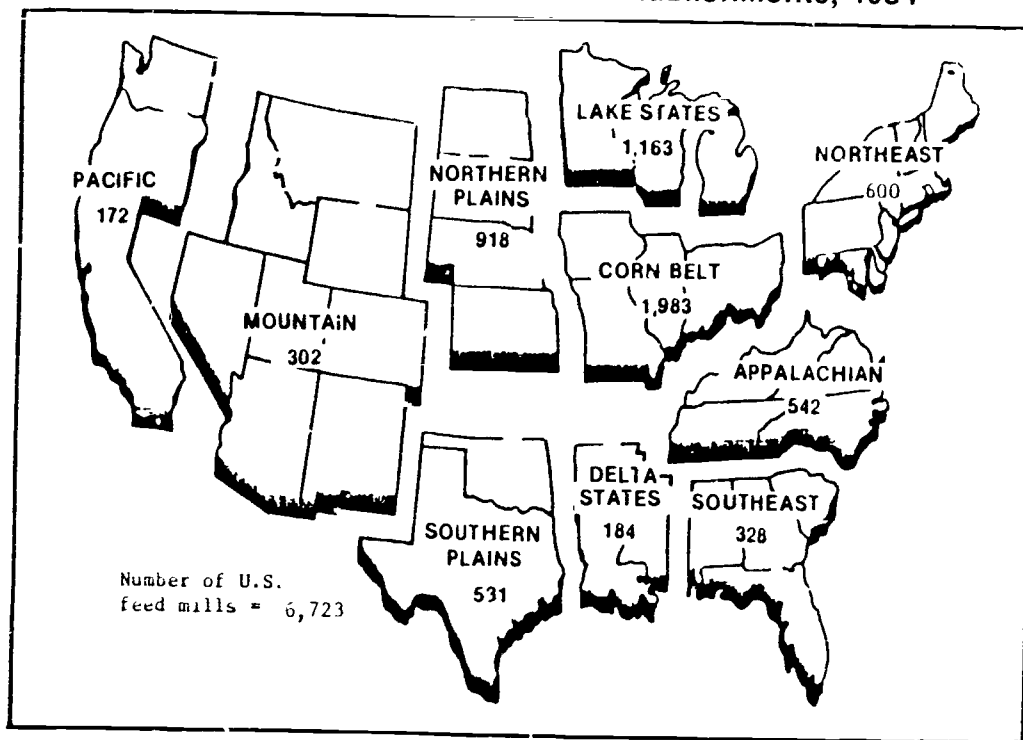 LAKE STATES
1,163
NORTHEAST
600
PACIFIC
172
NORTHERN
PLAINS
918
CORN BELT
1,983
MOUNTAIN
302
APPALACHIAN
542
DELTA
STATES
184
SOUTHEAST
328
SOUTHERN
PLAINS
531
Number of U.S.
feed mills = 6,723